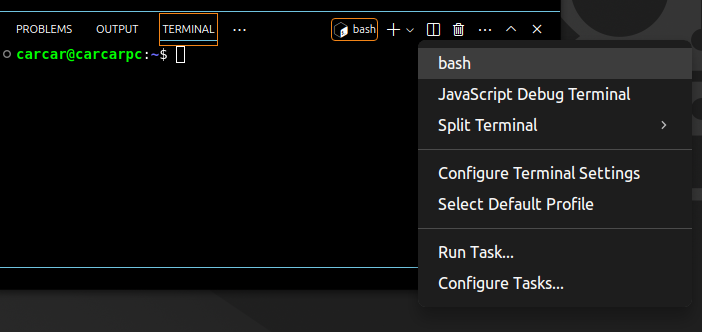 PROBLEMS OUTPUT TERMINAL ... bash
carcar@carcarpc:~$
bash
JavaScript Debug Terminal
Split Terminal
Configure Terminal Settings
Select Default Profile
Run Task...
Configure Tasks...